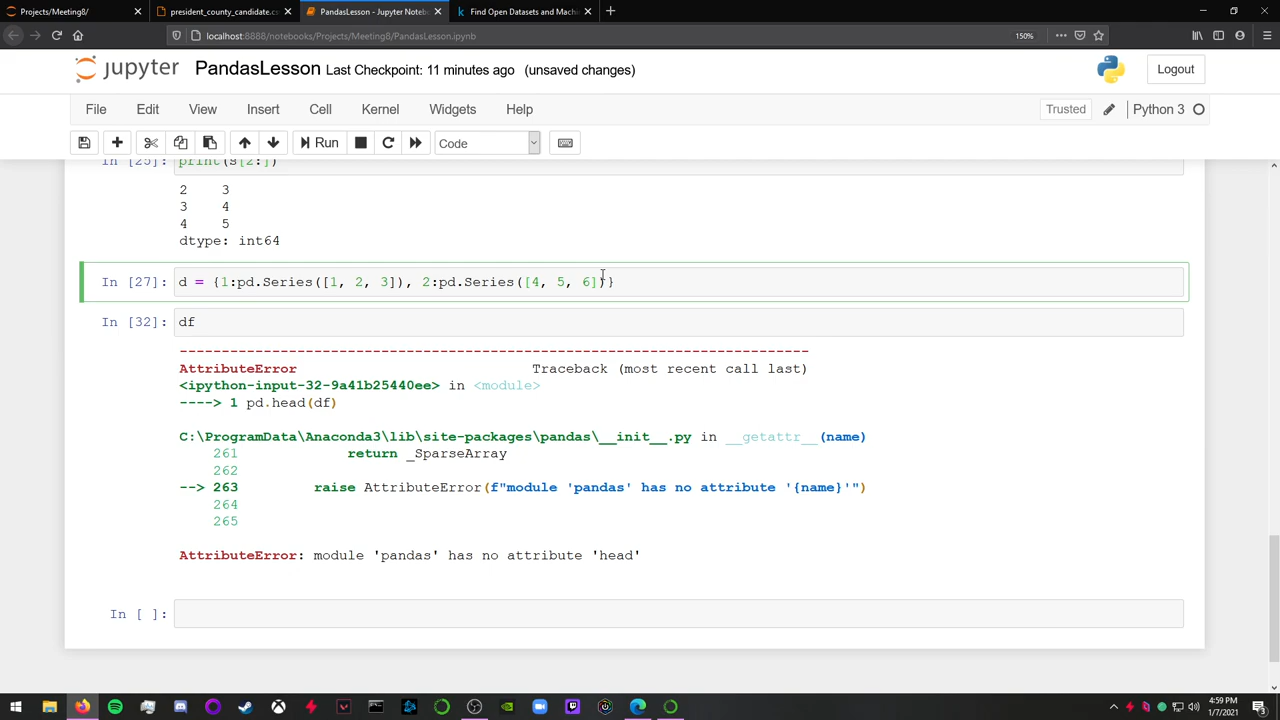 Projects/Meeting8/
president_county_candidate.cs
PandasLesson - Jupyter Notebo
Find Open Datasets and Machi
localhost:8888/notebooks/Projects/Meeting8/PandasLesson.ipynb
150%
jupyter PandasLesson Last Checkpoint: 11 minutes ago (unsaved changes)
Logout
File Edit View Insert Cell Kernel Widgets Help
Trusted Python 3
Run Code
In [25]: print(s[2:])
2 3
3 4
4 5
dtype: int64
In [27]: d = {1:pd.Series([1, 2, 3]), 2:pd.Series([4, 5, 6])}
In [32]: df
---------------------------------------------------------------------------
AttributeError Traceback (most recent call last)
<ipython-input-32-9a41b25440ee> in <module>
----> 1 pd.head(df)
C:\ProgramData\Anaconda3\lib\site-packages\pandas\__init__.py in __getattr__(name)
261 return _SparseArray
262
--> 263 raise AttributeError(f"module 'pandas' has no attribute '{name}'")
264
265
AttributeError: module 'pandas' has no attribute 'head'
In [ ]:
4:59 PM
1/7/2021